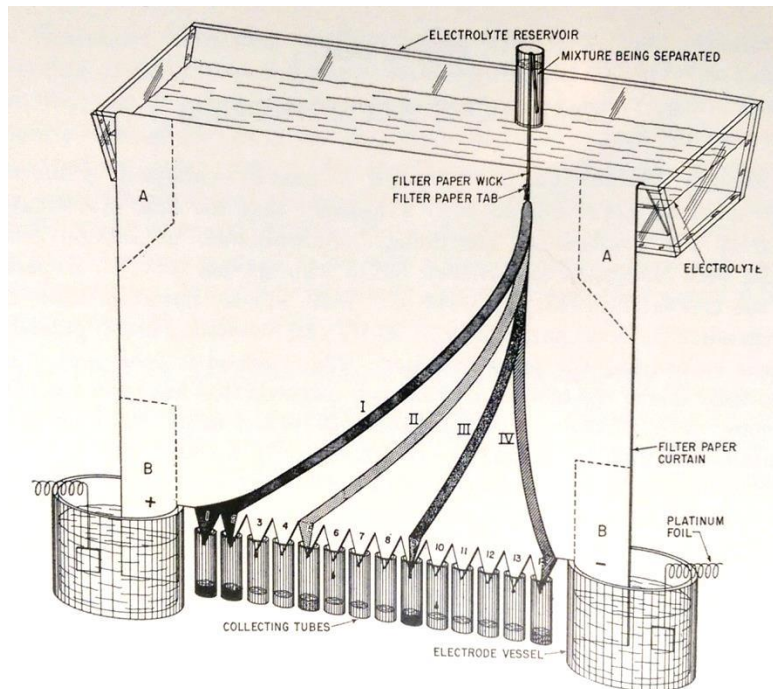 ELECTROLYTE RESERVOIR
MIXTURE BEING SEPARATED
FILTER PAPER WICK
FILTER PAPER TAB
A
A
ELECTROLYTE
I
II
III
IV
FILTER PAPER
CURTAIN
B
+
B
−
PLATINUM
FOIL
3 4 6 7 8 10 11 12 13
COLLECTING TUBES
ELECTRODE VESSEL